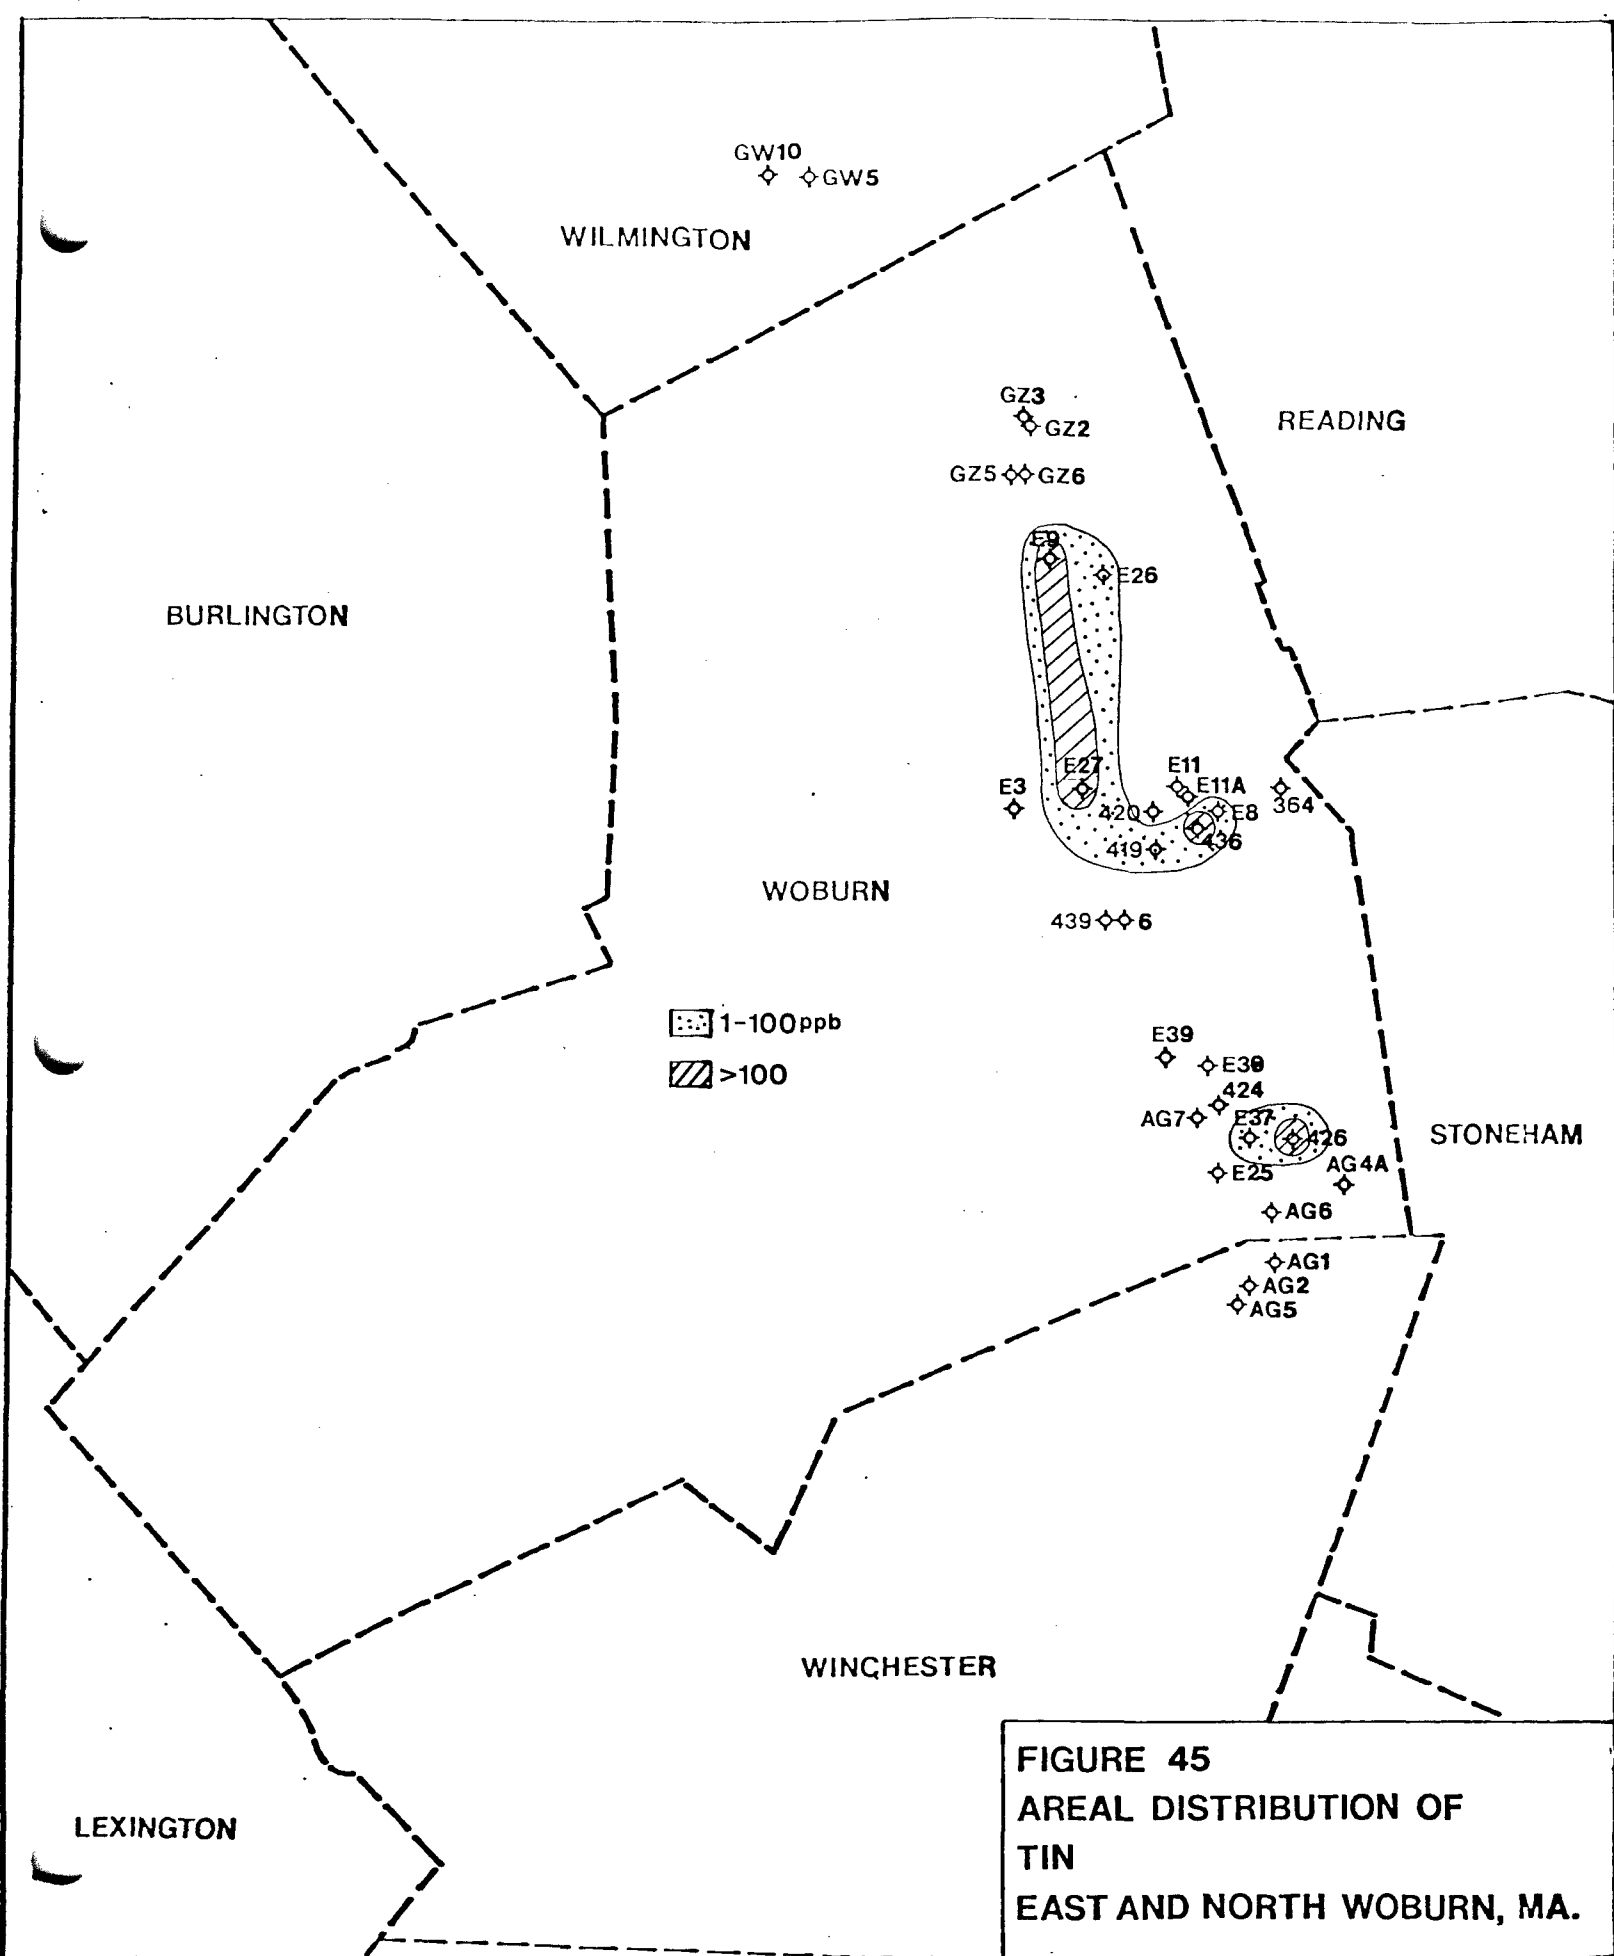 GW10
GW5
WILMINGTON
GZ3
GZ2
READING
GZ5 GZ6
E9
E26
BURLINGTON
E27
E11
E11A
E3
364
420
E8
436
419
WOBURN
439 6
1-100ppb
>100
E39
424
AG7
E37
426
STONEHAM
AG4A
E25
AG6
AG1
AG2
AG5
WINCHESTER
LEXINGTON
FIGURE 45
AREAL DISTRIBUTION OF
TIN
EAST AND NORTH WOBURN, MA.